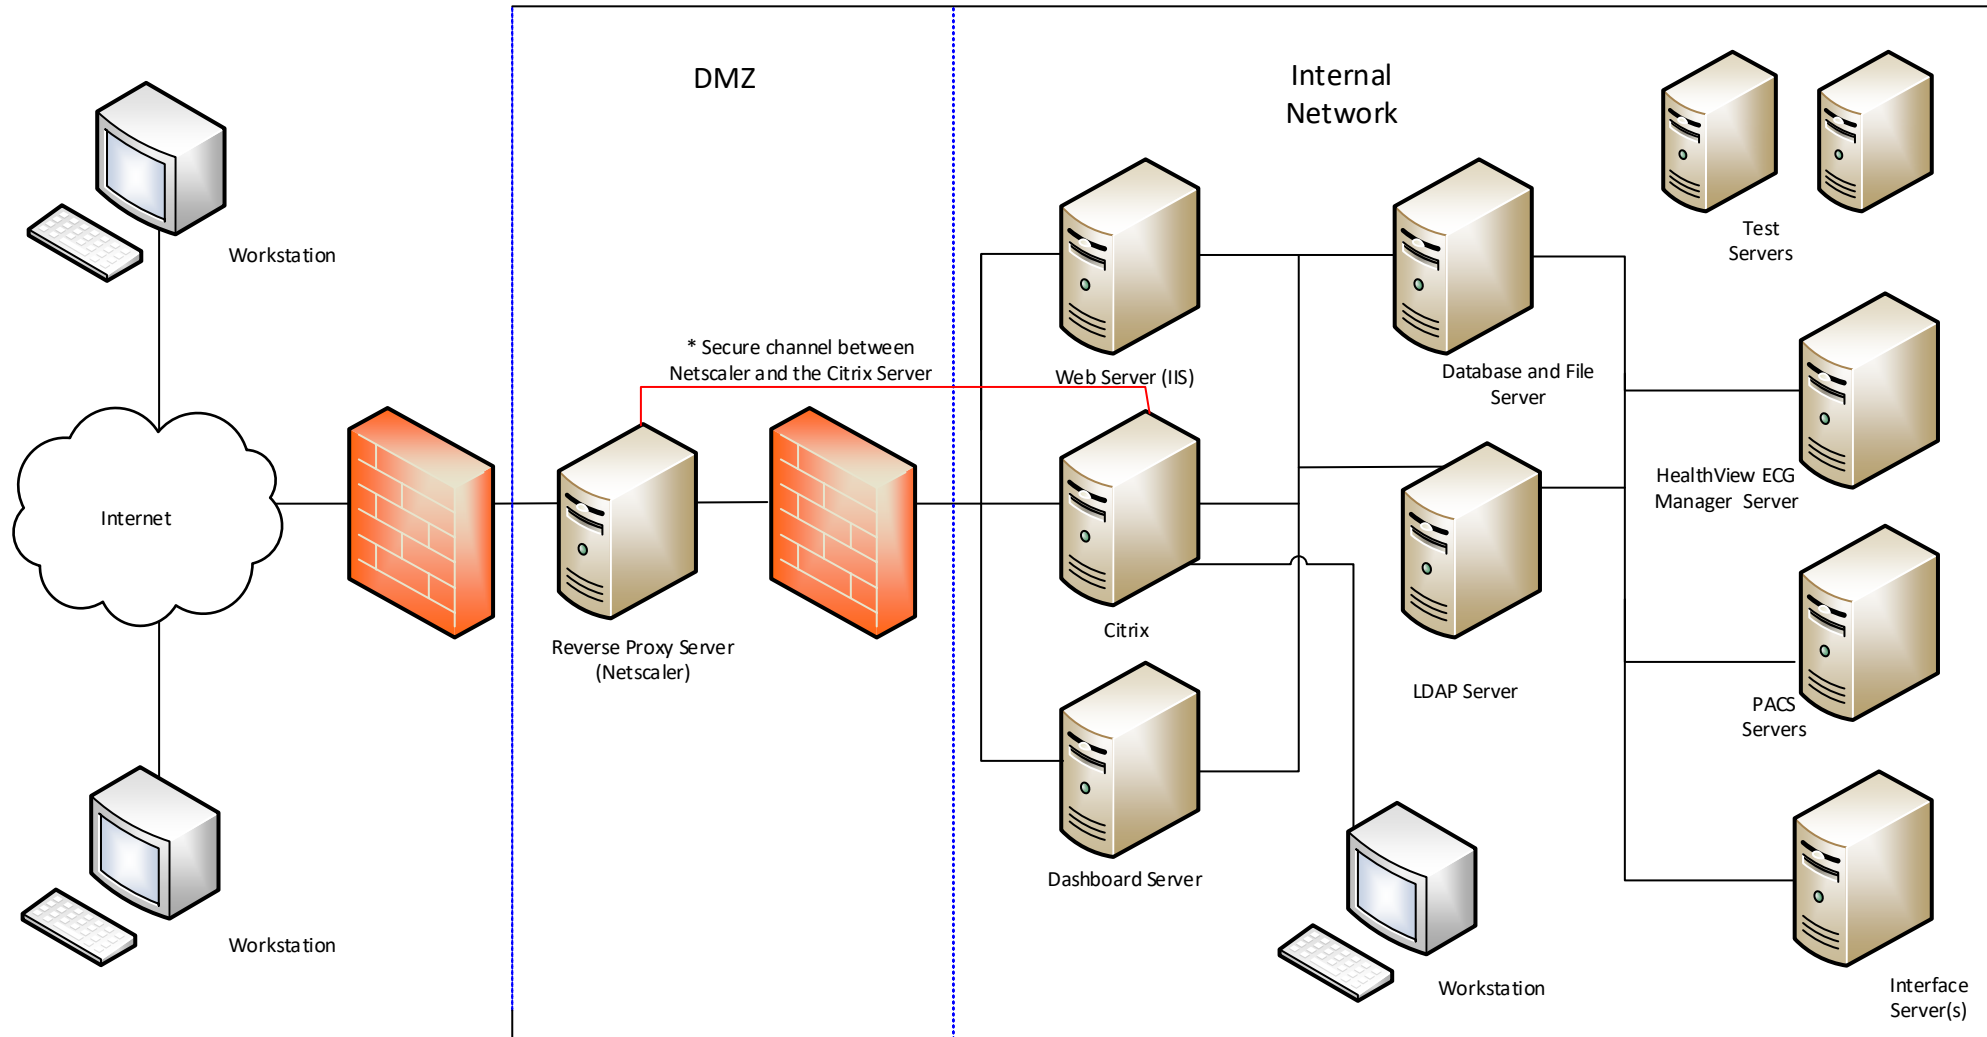 DMZ
Internal
Network
Workstation
Test
Servers
* Secure channel between
Netscaler and the Citrix Server
Web Server (IIS)
Database and File
Server
HealthView ECG
Manager Server
Internet
Reverse Proxy Server
(Netscaler)
Citrix
LDAP Server
PACS
Servers
Dashboard Server
Workstation
Workstation
Interface
Server(s)